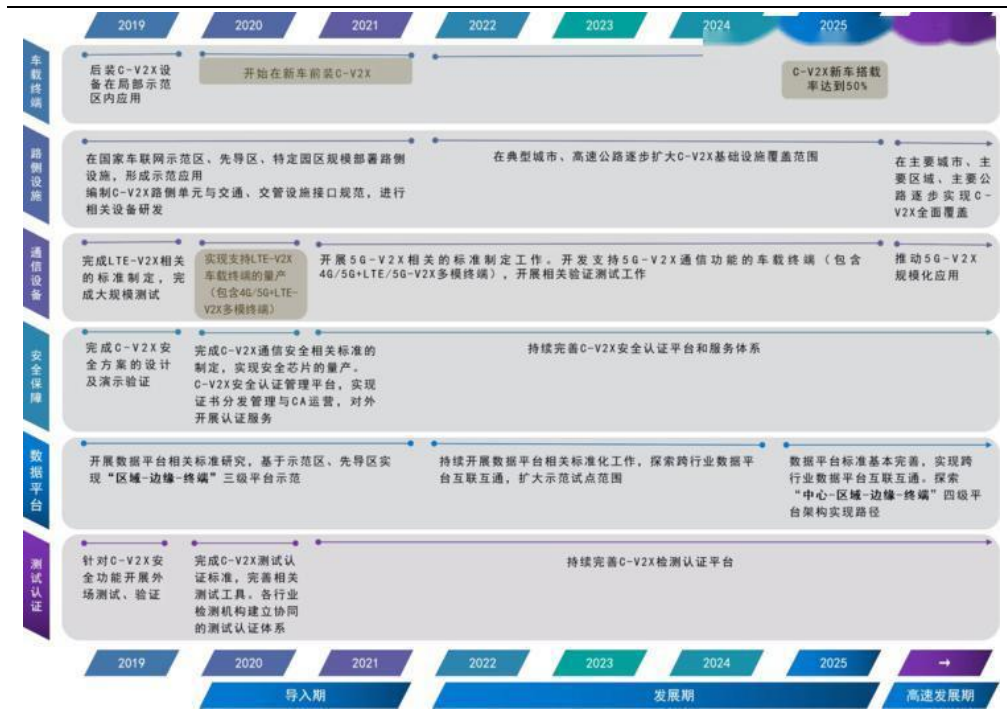 2019 2020 2021 2022 2023 2024 2025
车载终端
后装C-V2X设
备在局部示范
区内应用
开始在新车前装C-V2X
C-V2X新车搭载
率达到50%
路侧设施
在国家车联网示范区、先导区、特定园区规模部署路侧
设施，形成示范应用
编制C-V2X路侧单元与交通、交管设施接口规范，进行
相关设备研发
在典型城市、高速公路逐步扩大C-V2X基础设施覆盖范围
在主要城市、主
要区域、主要公
路逐步实现C-
V2X全面覆盖
通信设备
完成LTE-V2X相关
的标准制定，完
成大规模测试
实现支持LTE-V2X
车载终端的量产
（包含4G/5G+LTE-
V2X多模终端）
开展5G-V2X相关的标准制定工作。开发支持5G-V2X通信功能的车载终端（包含
4G/5G+LTE/5G-V2X多模终端），开展相关验证测试工作
推动5G-V2X
规模化应用
安全保障
完成C-V2X安
全方案的设计
及演示验证
完成C-V2X通信安全相关标准的
制定，实现安全芯片的量产。
C-V2X安全认证管理平台，实现
证书分发管理与CA运营，对外
开展认证服务
持续完善C-V2X安全认证平台和服务体系
数据平台
开展数据平台相关标准研究，基于示范区、先导区实
现“区域-边缘-终端”三级平台示范
持续开展数据平台相关标准化工作，探索跨行业数据平
台互联互通，扩大示范试点范围
数据平台标准基本完善，实现跨
行业数据平台互联互通。探索
“中心-区域-边缘-终端”四级平
台架构实现路径
测试认证
针对C-V2X安
全功能开展外
场测试、验证
完成C-V2X测试认
证标准，完善相关
测试工具。各行业
检测机构建立协同
的测试认证体系
持续完善C-V2X检测认证平台
2019 2020 2021 2022 2023 2024 2025 →
导入期 发展期 高速发展期